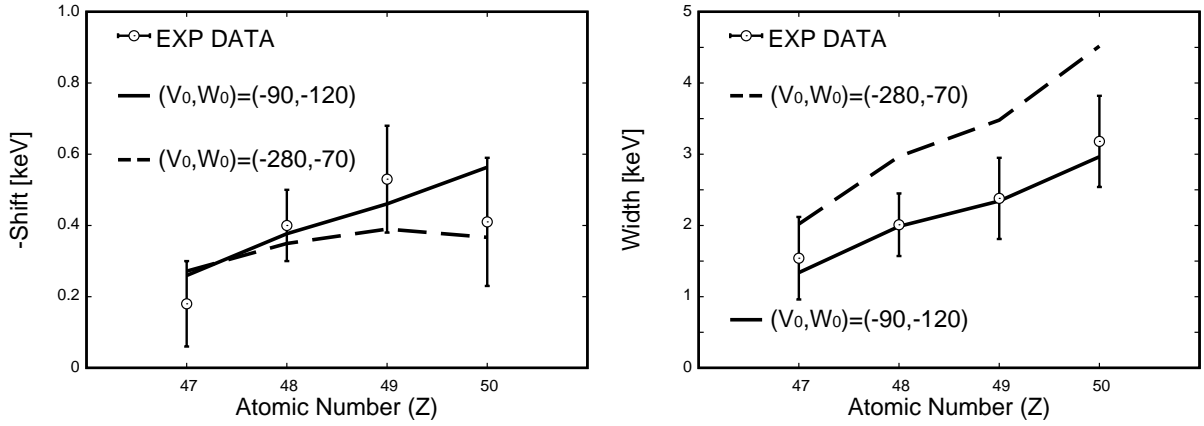 1.0
0.8
0.6
0.4
0.2
0
-Shift [keV]
EXP DATA
(V₀,W₀)=(-90,-120)
(V₀,W₀)=(-280,-70)
47 48 49 50
Atomic Number (Z)
5
4
3
2
1
0
Width [keV]
EXP DATA
(V₀,W₀)=(-280,-70)
(V₀,W₀)=(-90,-120)
47 48 49 50
Atomic Number (Z)